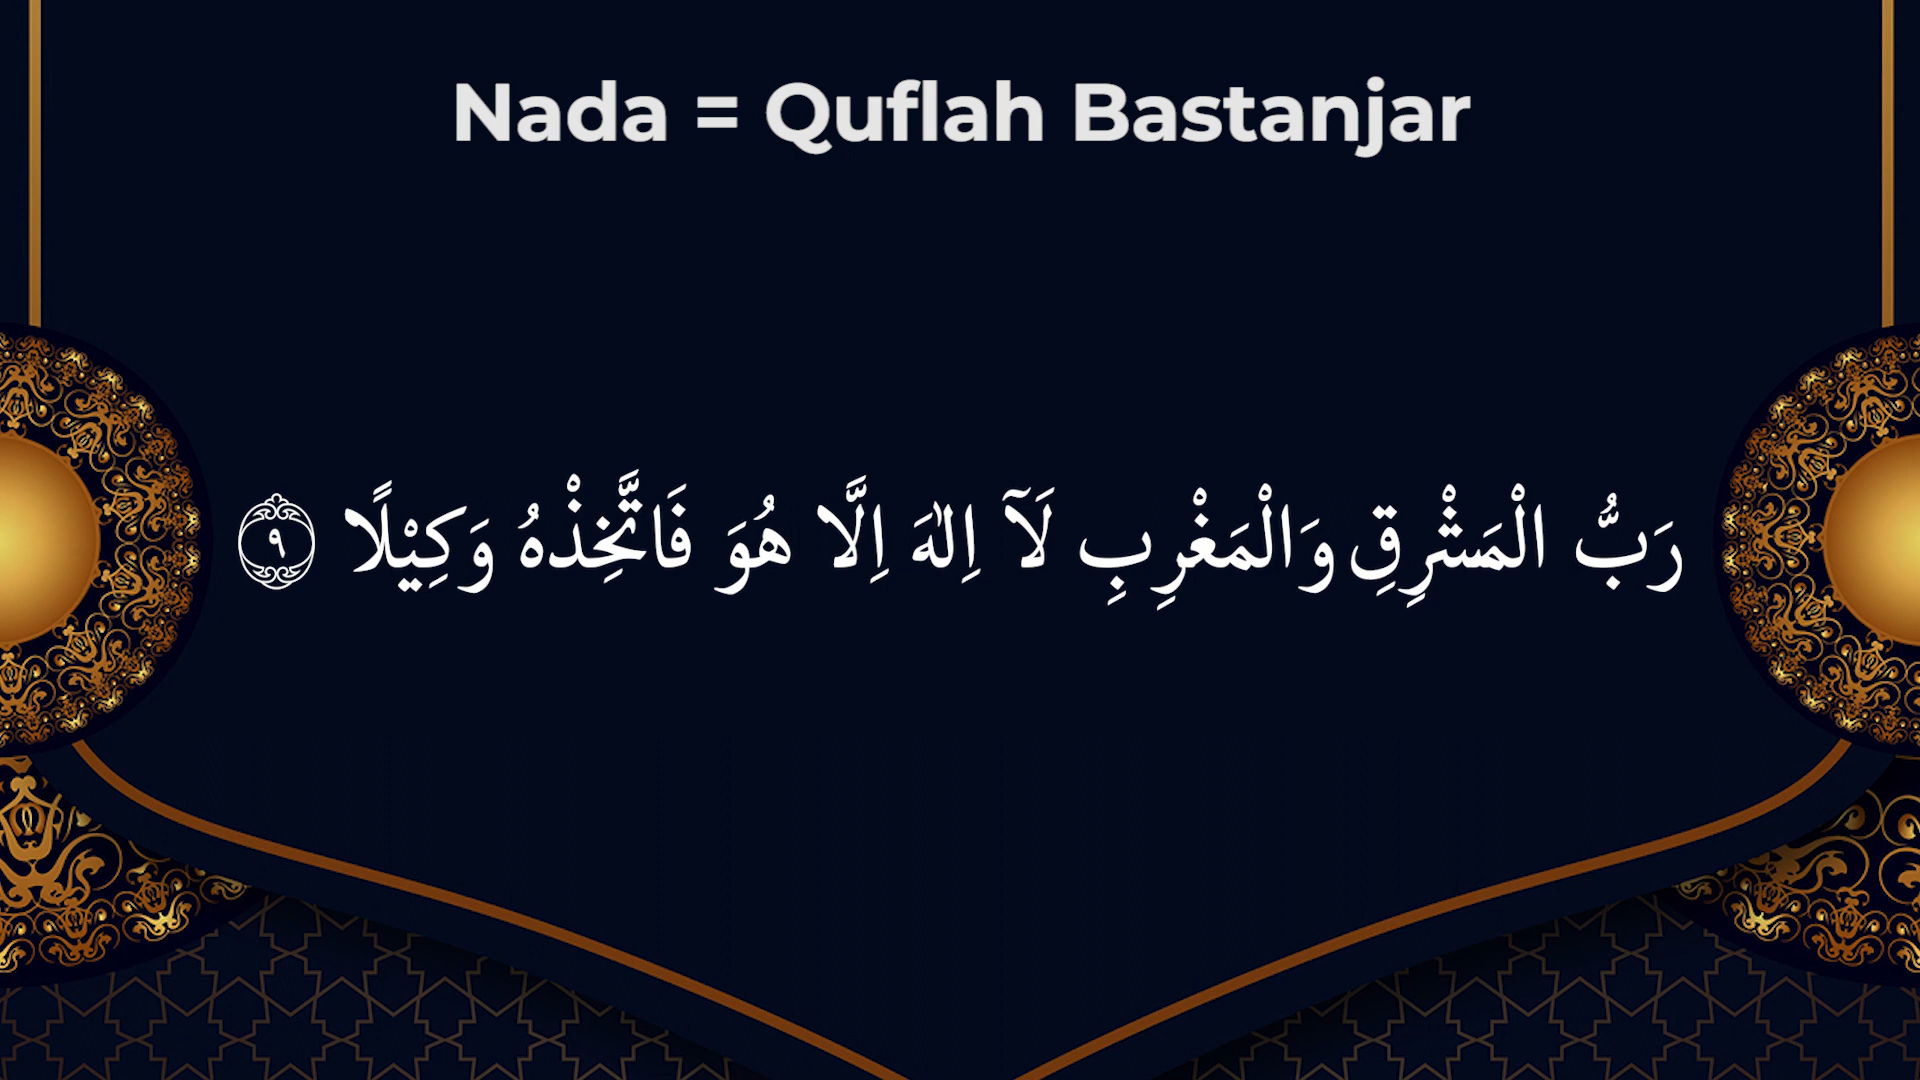 Nada = Quflah Bastanjar
رَبُّ الْمَشْرِقِ وَالْمَغْرِبِ لَآ اِلٰهَ اِلَّا هُوَ فَاتَّخِذْهُ وَكِيْلًا ۝٩